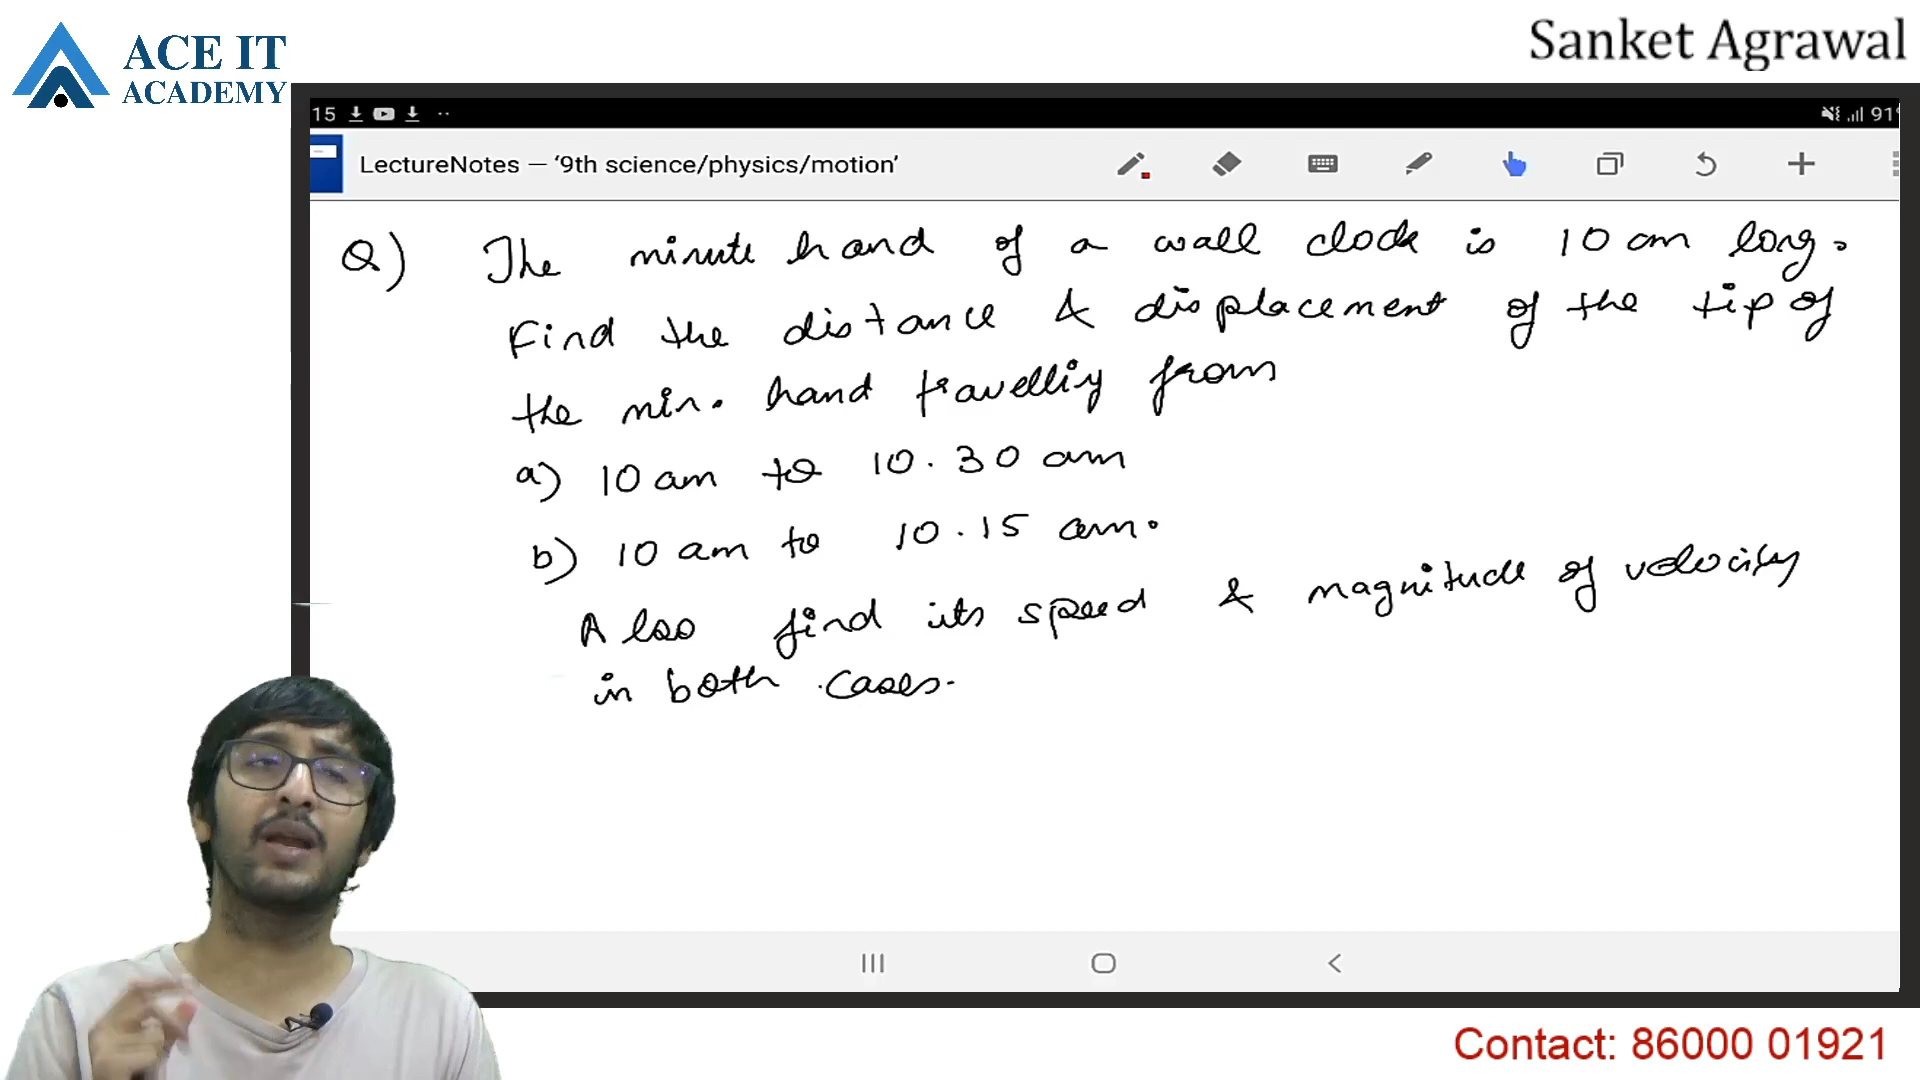 ACE IT
ACADEMY
Sanket Agrawal
15
91
LectureNotes – ‘9th science/physics/motion’
Q) The minute hand of a wall clock is 10 cm long.
Find the distance & displacement of the tip of
the min. hand travelling from
a) 10 am to 10.30 am
b) 10 am to 10.15 am.
Also find its speed & magnitude of velocity
in both cases.
Contact: 86000 01921